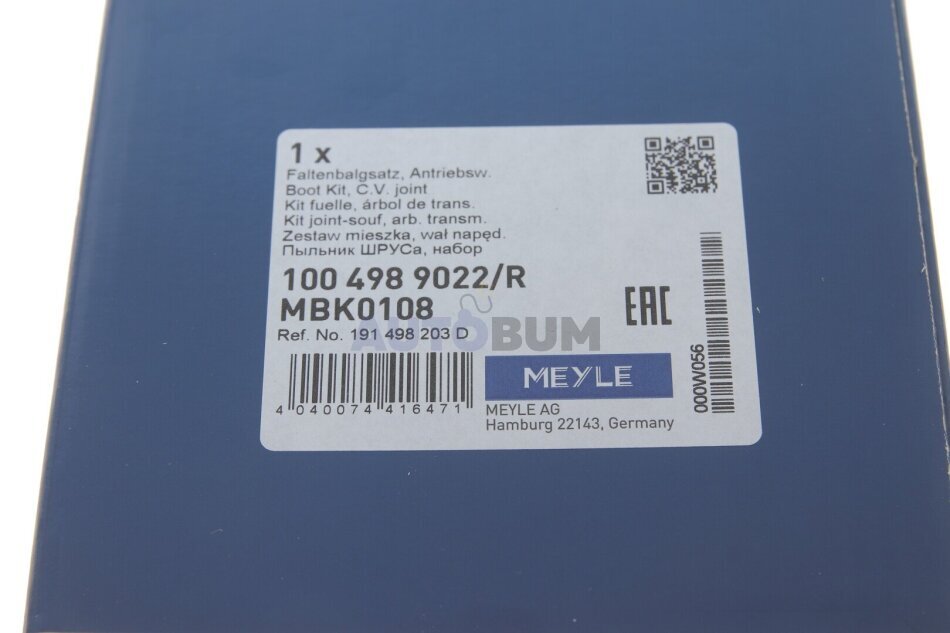 1 x
Faltenbalgsatz, Antriebsw.
Boot Kit, C.V. joint
Kit fuelle, árbol de trans.
Kit joint-souf, arb. transm.
Zestaw mieszka, wał napęd.
Пыльник ШРУСа, набор
100 498 9022/R
MBK0108
EAC
AUTOBUM
Ref. No. 191 498 203 D
4 040074 416471
MEYLE
MEYLE AG
Hamburg 22143, Germany
000W056